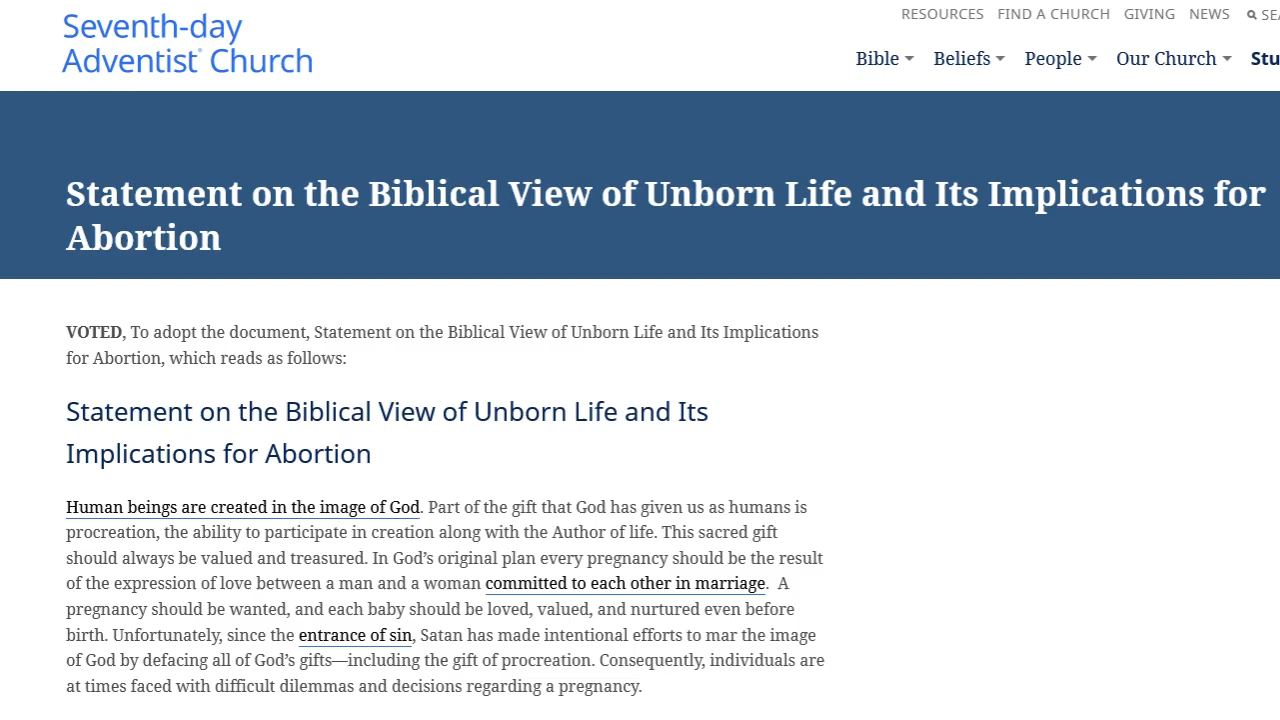 Seventh-day
Adventist® Church
RESOURCES FIND A CHURCH GIVING NEWS
Bible Beliefs People Our Church
Statement on the Biblical View of Unborn Life and Its Implications for
Abortion
VOTED, To adopt the document, Statement on the Biblical View of Unborn Life and Its Implications
for Abortion, which reads as follows:
Statement on the Biblical View of Unborn Life and Its
Implications for Abortion
Human beings are created in the image of God. Part of the gift that God has given us as humans is
procreation, the ability to participate in creation along with the Author of life. This sacred gift
should always be valued and treasured. In God’s original plan every pregnancy should be the result
of the expression of love between a man and a woman committed to each other in marriage. A
pregnancy should be wanted, and each baby should be loved, valued, and nurtured even before
birth. Unfortunately, since the entrance of sin, Satan has made intentional efforts to mar the image
of God by defacing all of God’s gifts—including the gift of procreation. Consequently, individuals are
at times faced with difficult dilemmas and decisions regarding a pregnancy.